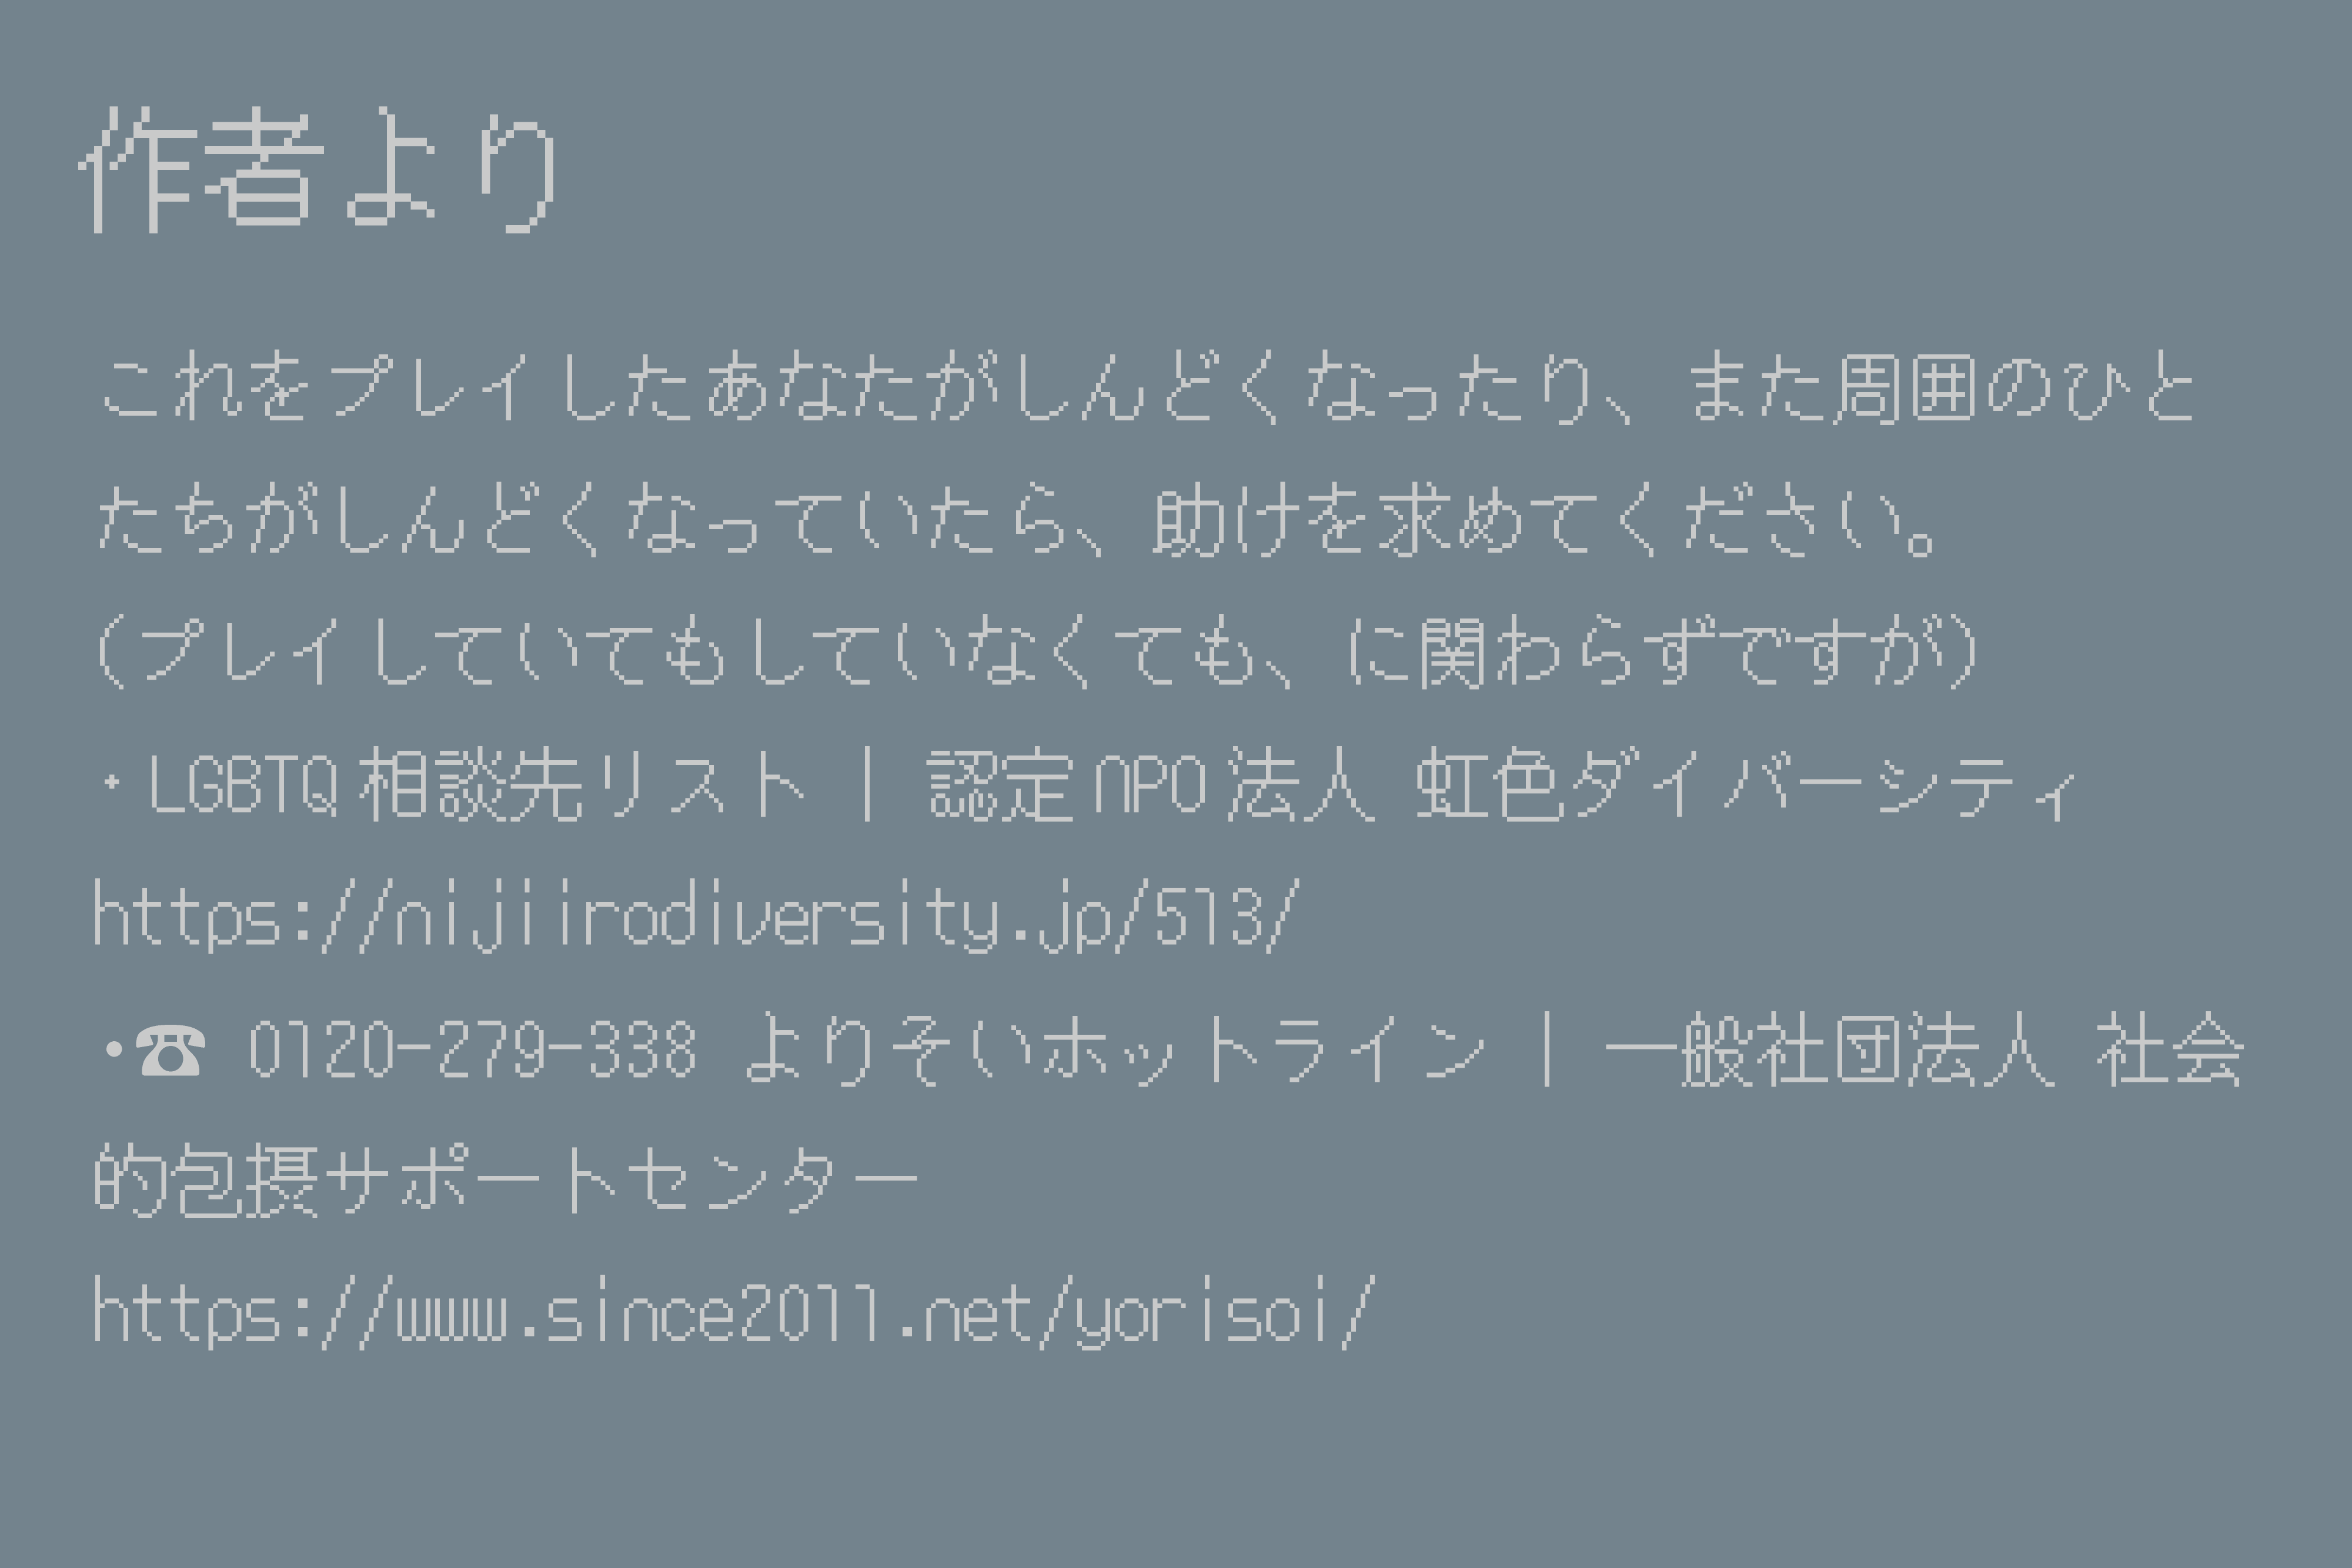 作者より
これをプレイしたあなたがしんどくなったり、また周囲のひと
たちがしんどくなっていたら、助けを求めてください。
(プレイしていてもしていなくても、に関わらずですが)
・LGBTQ 相談先リスト | 認定 NPO 法人 虹色ダイバーシティ
https://nijiirodiversity.jp/513/
・☎ 0120-279-338 よりそいホットライン | 一般社団法人 社会
的包摂サポートセンター
https://www.since2011.net/yorisoi/